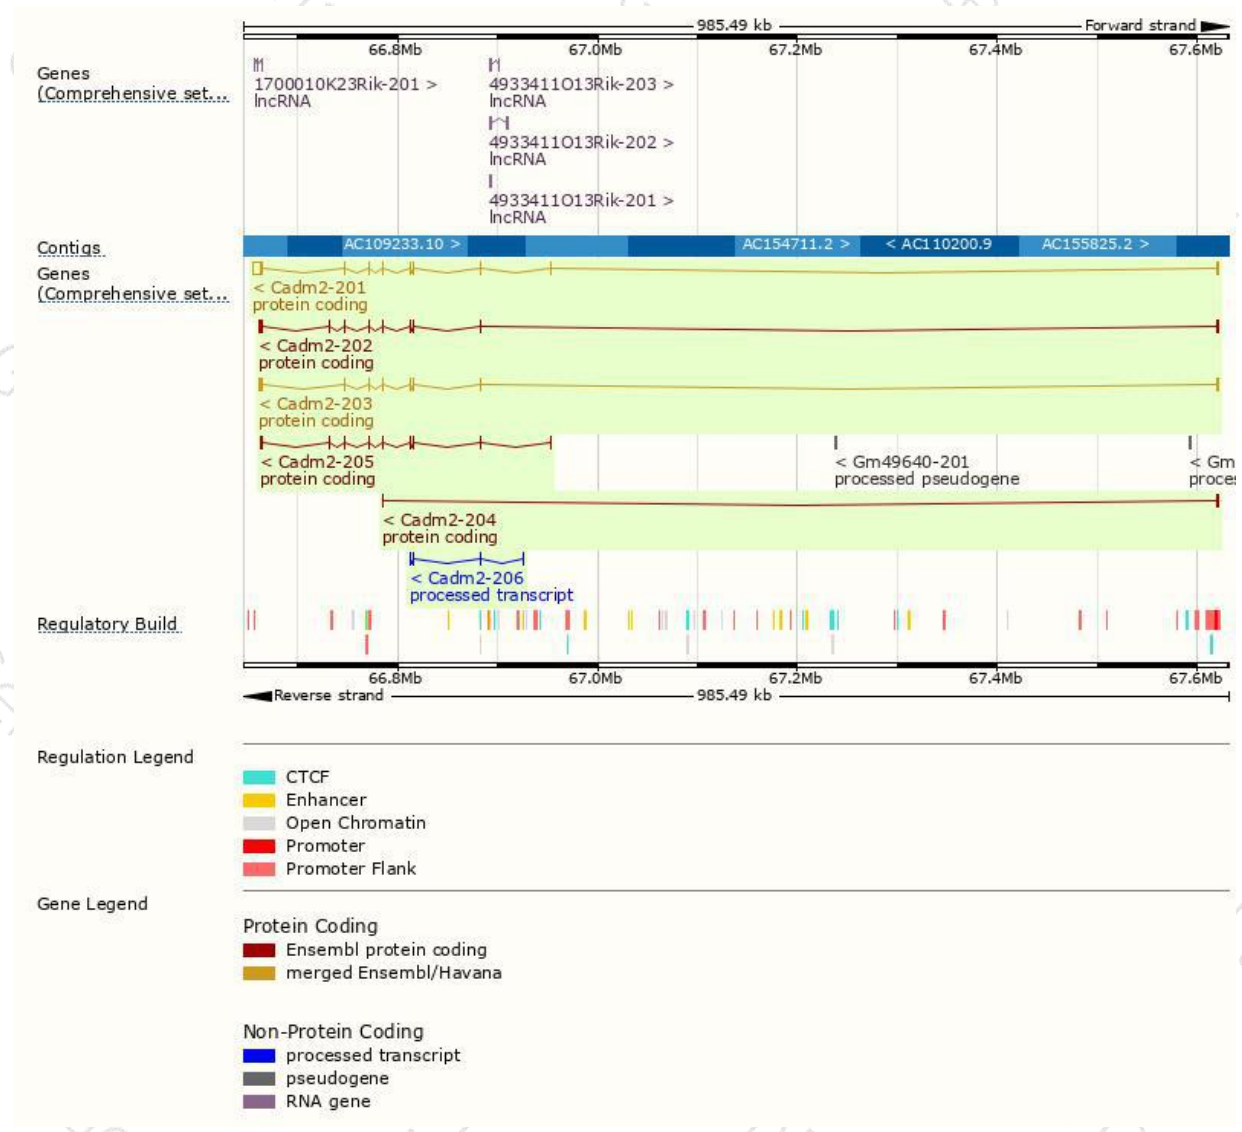 985.49 kb
Forward strand
66.8Mb 67.0Mb 67.2Mb 67.4Mb 67.6Mb
Genes
(Comprehensive set...
1700010K23Rik-201 >
lncRNA
4933411O13Rik-203 >
lncRNA
4933411O13Rik-202 >
lncRNA
4933411O13Rik-201 >
lncRNA
Contigs
AC109233.10 > AC154711.2 > < AC110200.9 AC155825.2 >
Genes
(Comprehensive set...
< Cadm2-201
protein coding
< Cadm2-202
protein coding
< Cadm2-203
protein coding
< Cadm2-205
protein coding
< Gm49640-201
processed pseudogene
< Gm
proces
< Cadm2-204
protein coding
< Cadm2-206
processed transcript
Regulatory Build
66.8Mb 67.0Mb 67.2Mb 67.4Mb 67.6Mb
Reverse strand
985.49 kb
Regulation Legend
CTCF
Enhancer
Open Chromatin
Promoter
Promoter Flank
Gene Legend
Protein Coding
Ensembl protein coding
merged Ensembl/Havana
Non-Protein Coding
processed transcript
pseudogene
RNA gene